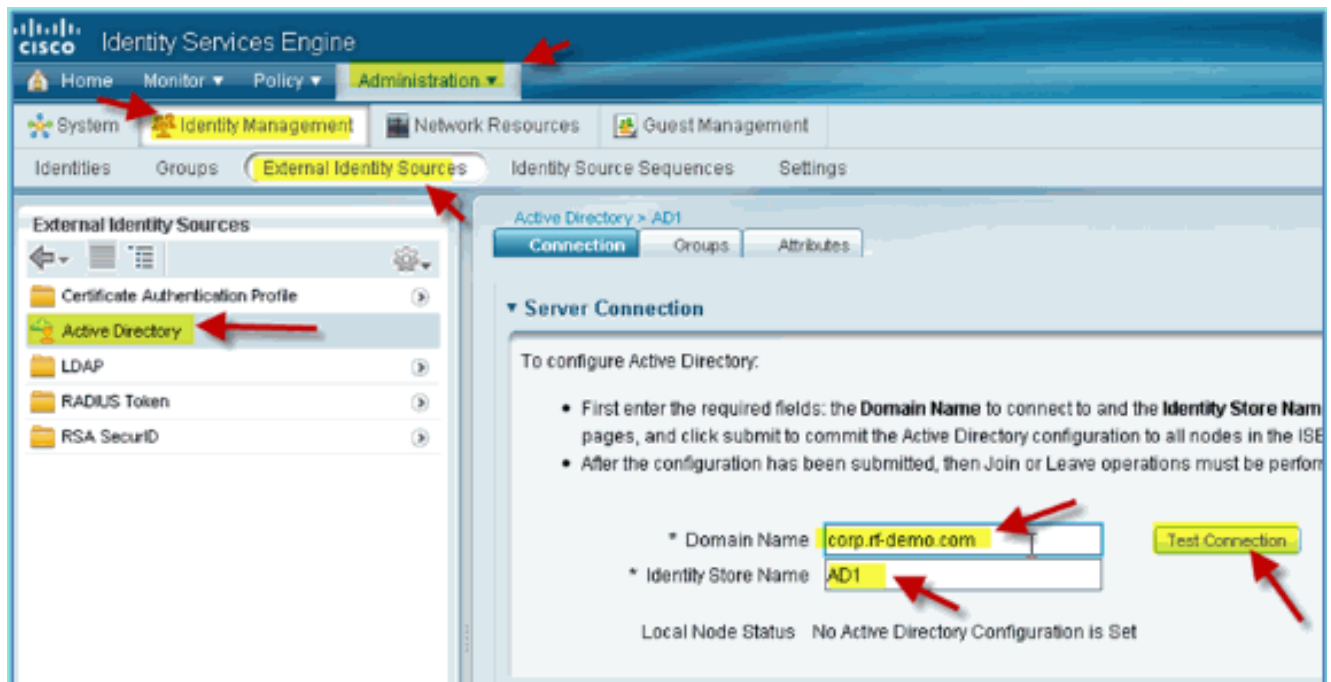 cisco Identity Services Engine
Home Monitor Policy Administration
System Identity Management Network Resources Guest Management
Identities Groups External Identity Sources Identity Source Sequences Settings
External Identity Sources
Certificate Authentication Profile
Active Directory
LDAP
RADIUS Token
RSA SecurID
Active Directory > AD1
Connection Groups Attributes
Server Connection
To configure Active Directory:
• First enter the required fields: the Domain Name to connect to and the Identity Store Nam
pages, and click submit to commit the Active Directory configuration to all nodes in the ISE
• After the configuration has been submitted, then Join or Leave operations must be perfor
* Domain Name corp.rf-demo.com Test Connection
* Identity Store Name AD1
Local Node Status No Active Directory Configuration is Set